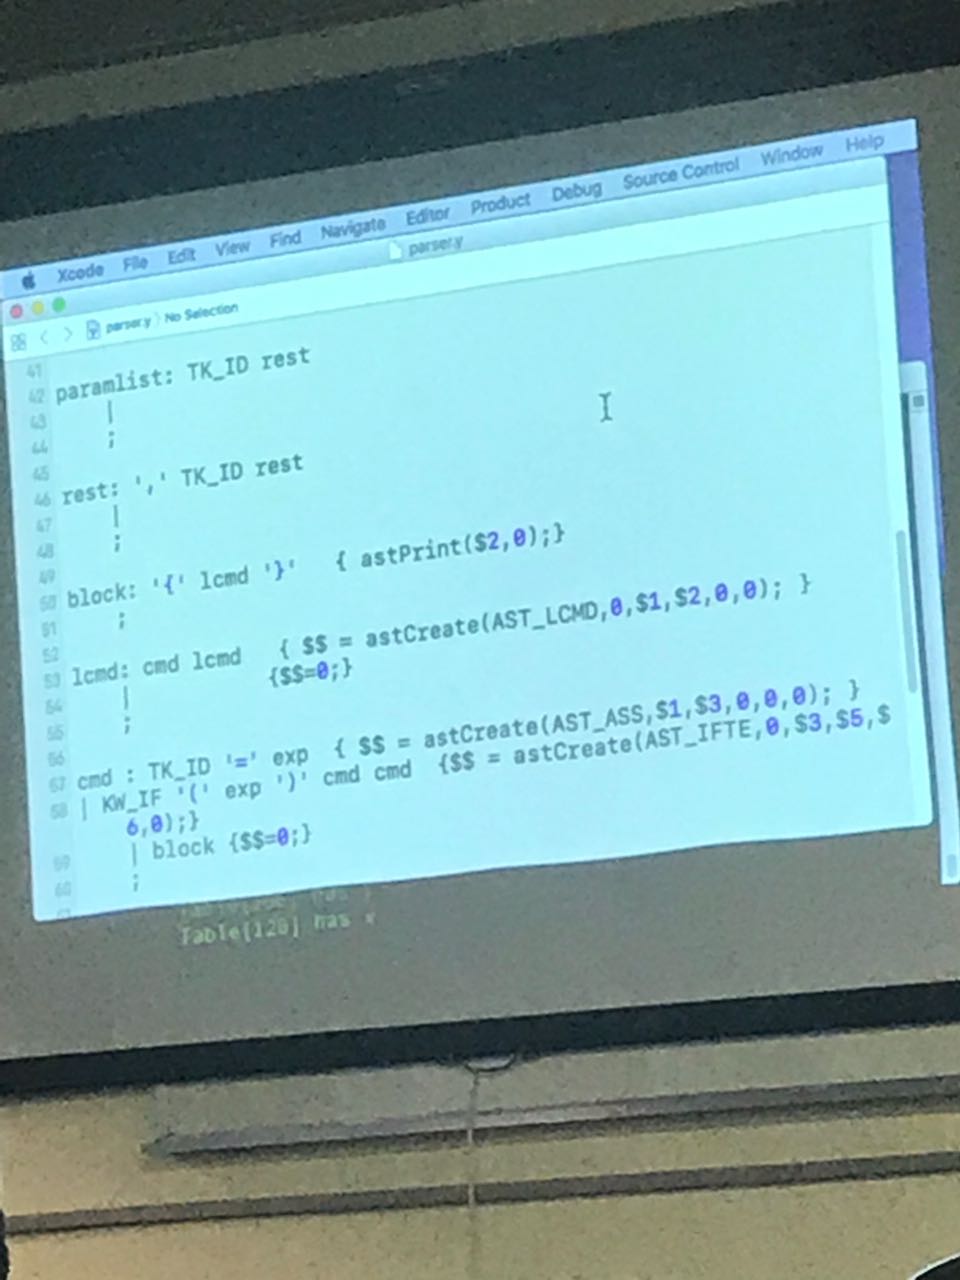 Xcode File Edit View Find Navigate Editor Product Debug Source Control Window Help
parser.y
parser.y No Selection
41
42 paramlist: TK_ID rest
43 |
44 ;
45
46 rest: ',' TK_ID rest
47 |
48 ;
49
50 block: '{' lcmd '}' { astPrint($2,0);}
51 ;
52
53 lcmd: cmd lcmd { $$ = astCreate(AST_LCMD,0,$1,$2,0,0); }
54 | {$$=0;}
55 ;
56
57 cmd : TK_ID '=' exp { $$ = astCreate(AST_ASS,$1,$3,0,0,0); }
58 | KW_IF '(' exp ')' cmd cmd {$$ = astCreate(AST_IFTE,0,$3,$5,$
6,0);}
59 | block {$$=0;}
60 ;
Table[120] has